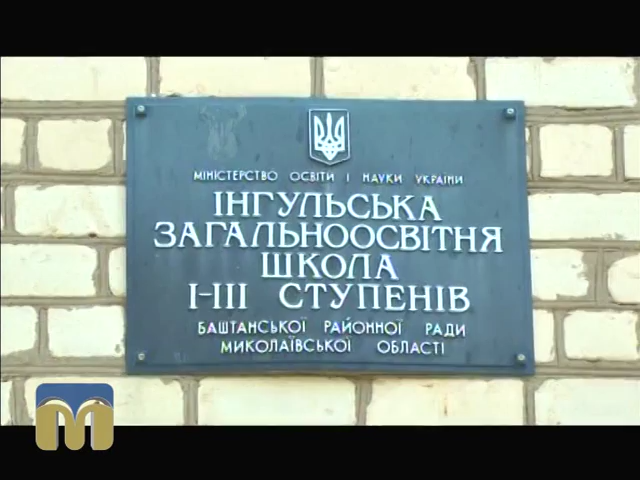 МІНІСТЕРСТВО ОСВІТИ І НАУКИ УКРАЇНИ
ІНГУЛЬСЬКА
ЗАГАЛЬНООСВІТНЯ
ШКОЛА
І-ІІІ СТУПЕНІВ
БАШТАНСЬКОЇ РАЙОННОЇ РАДИ
МИКОЛАЇВСЬКОЇ ОБЛАСТІ
М